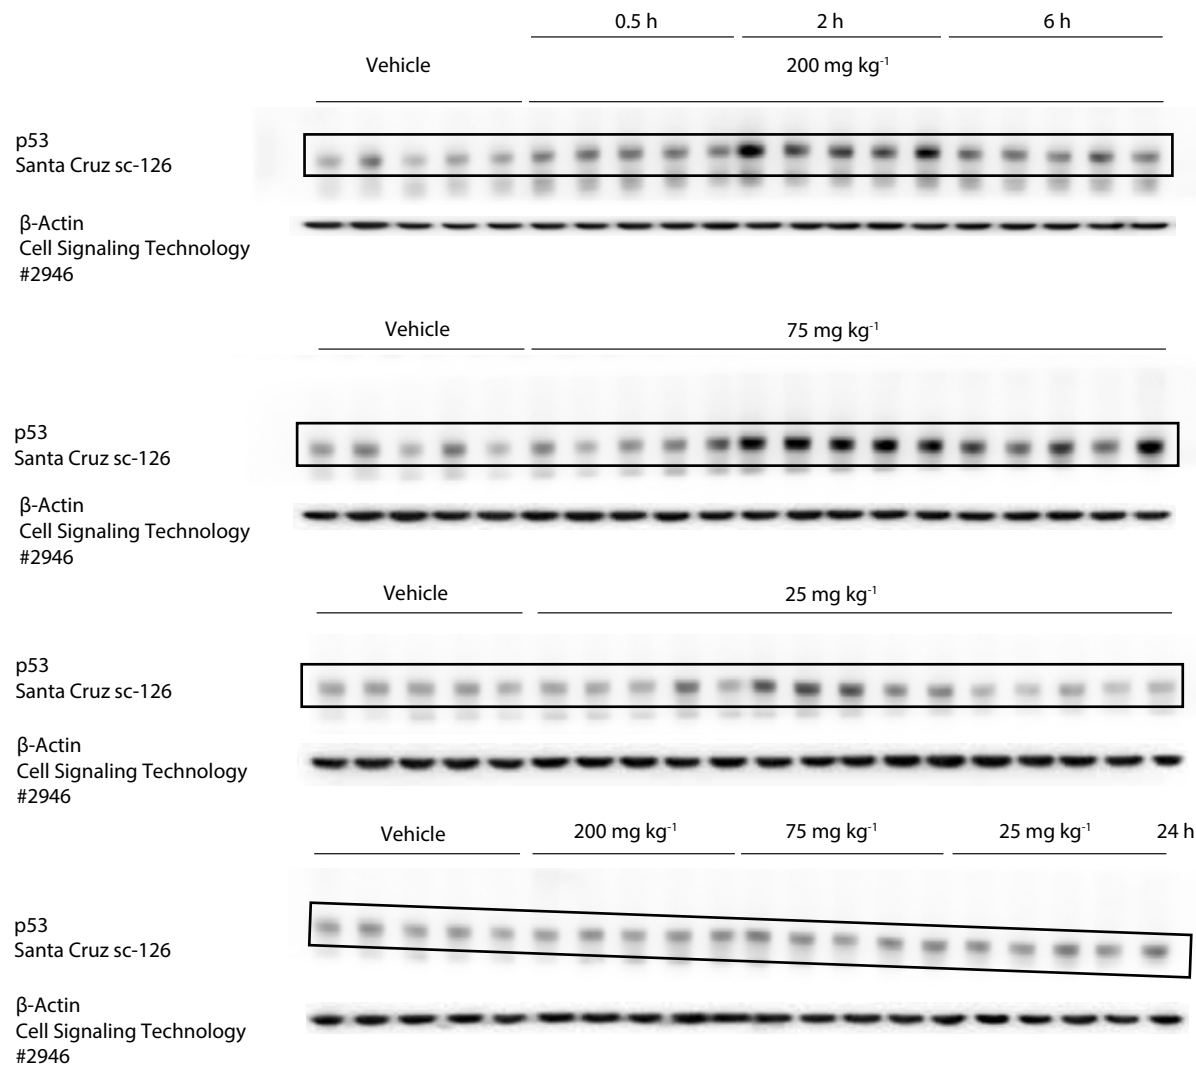 0.5 h 2 h 6 h
Vehicle 200 mg kg-1
p53
Santa Cruz sc-126
β-Actin
Cell Signaling Technology
#2946
Vehicle 75 mg kg-1
p53
Santa Cruz sc-126
β-Actin
Cell Signaling Technology
#2946
Vehicle 25 mg kg-1
p53
Santa Cruz sc-126
β-Actin
Cell Signaling Technology
#2946
Vehicle 200 mg kg-1 75 mg kg-1 25 mg kg-1 24 h
p53
Santa Cruz sc-126
β-Actin
Cell Signaling Technology
#2946